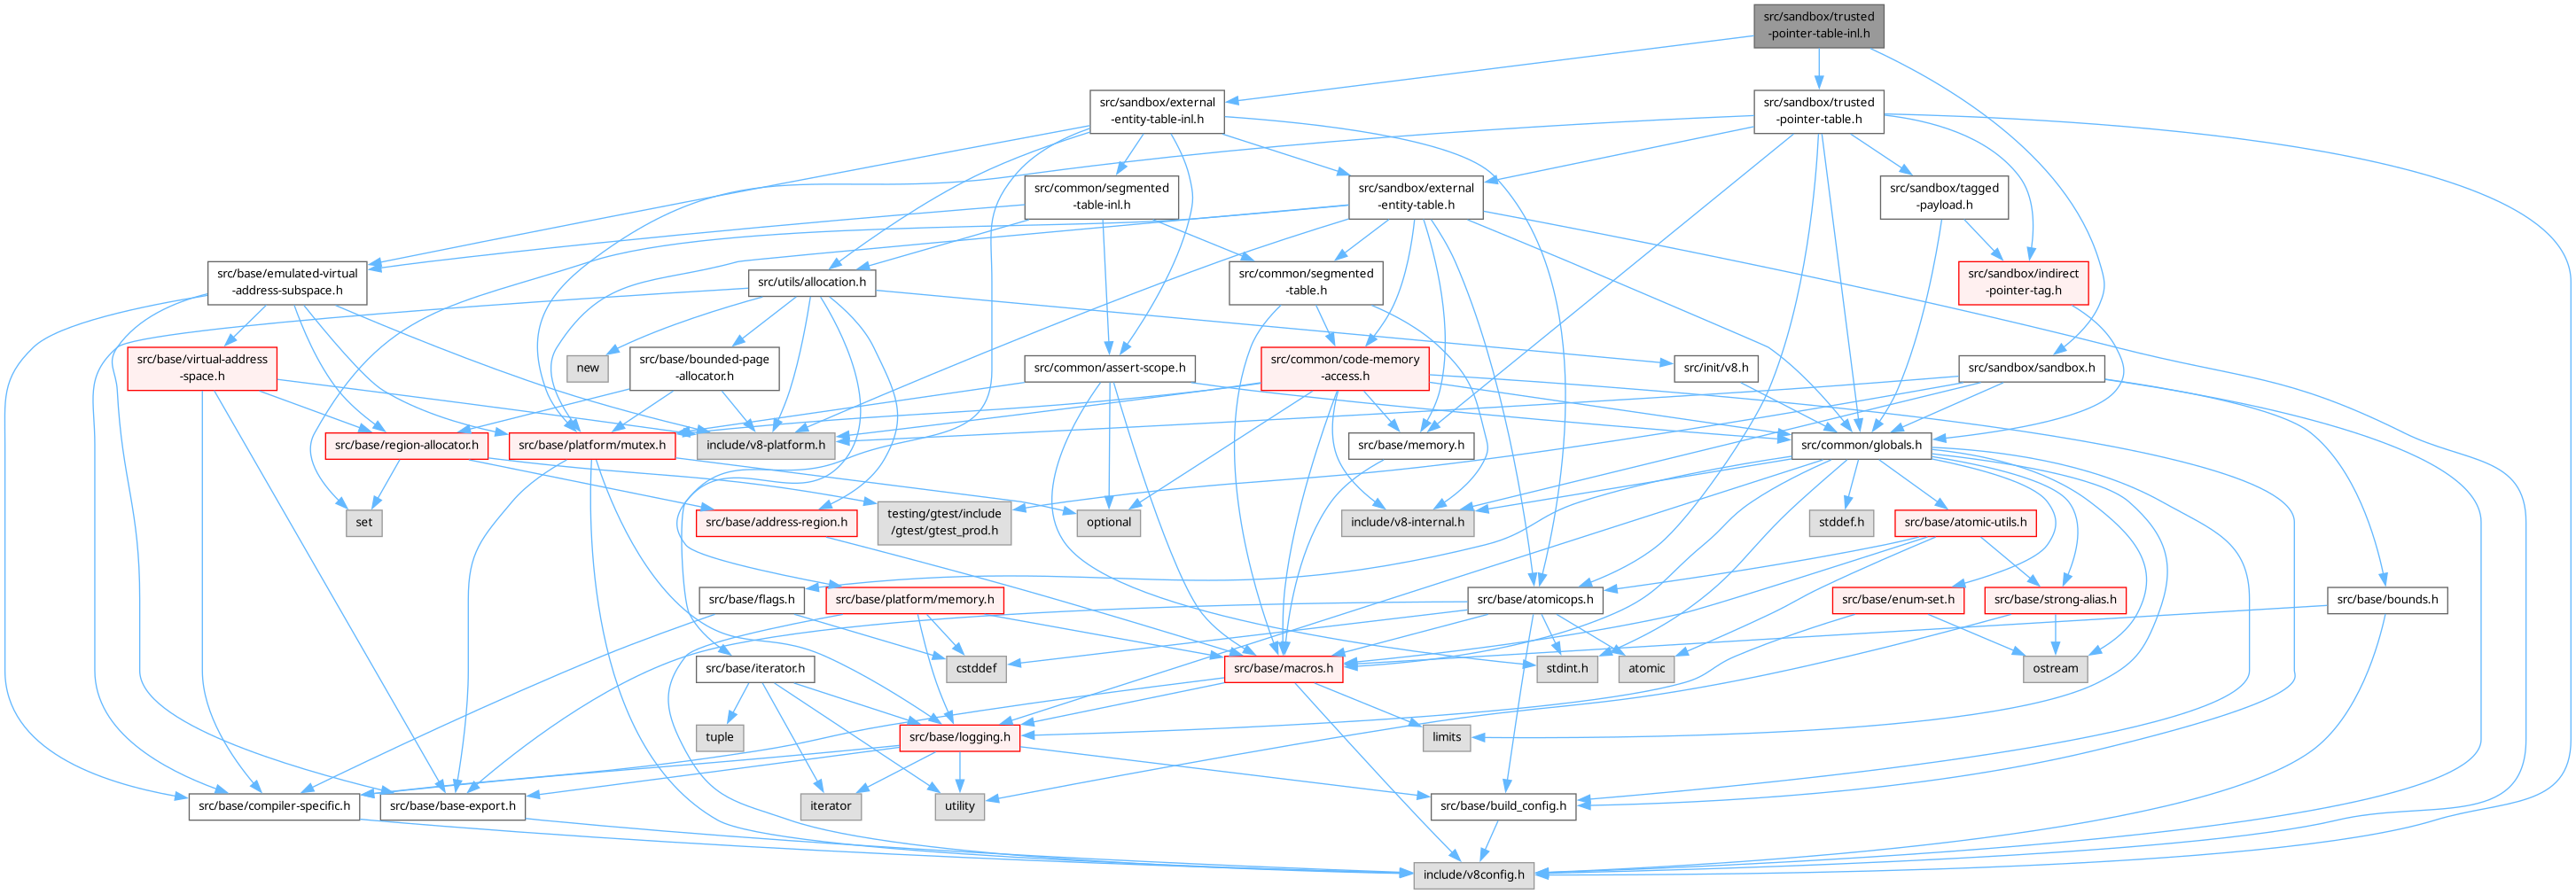 src/sandbox/trusted
-pointer-table-inl.h
src/sandbox/external
-entity-table-inl.h
src/sandbox/trusted
-pointer-table.h
src/common/segmented
-table-inl.h
src/sandbox/external
-entity-table.h
src/sandbox/tagged
-payload.h
src/base/emulated-virtual
-address-subspace.h
src/utils/allocation.h
src/common/segmented
-table.h
src/sandbox/indirect
-pointer-tag.h
src/base/virtual-address
-space.h
new
src/base/bounded-page
-allocator.h
src/common/assert-scope.h
src/common/code-memory
-access.h
src/init/v8.h
src/sandbox/sandbox.h
src/base/region-allocator.h
src/base/platform/mutex.h
include/v8-platform.h
src/base/memory.h
src/common/globals.h
set
src/base/address-region.h
testing/gtest/include
/gtest/gtest_prod.h
optional
include/v8-internal.h
stddef.h
src/base/atomic-utils.h
src/base/flags.h
src/base/platform/memory.h
src/base/atomicops.h
src/base/enum-set.h
src/base/strong-alias.h
src/base/bounds.h
src/base/iterator.h
cstddef
src/base/macros.h
stdint.h
atomic
ostream
tuple
src/base/logging.h
limits
src/base/compiler-specific.h
src/base/base-export.h
iterator
utility
src/base/build_config.h
include/v8config.h